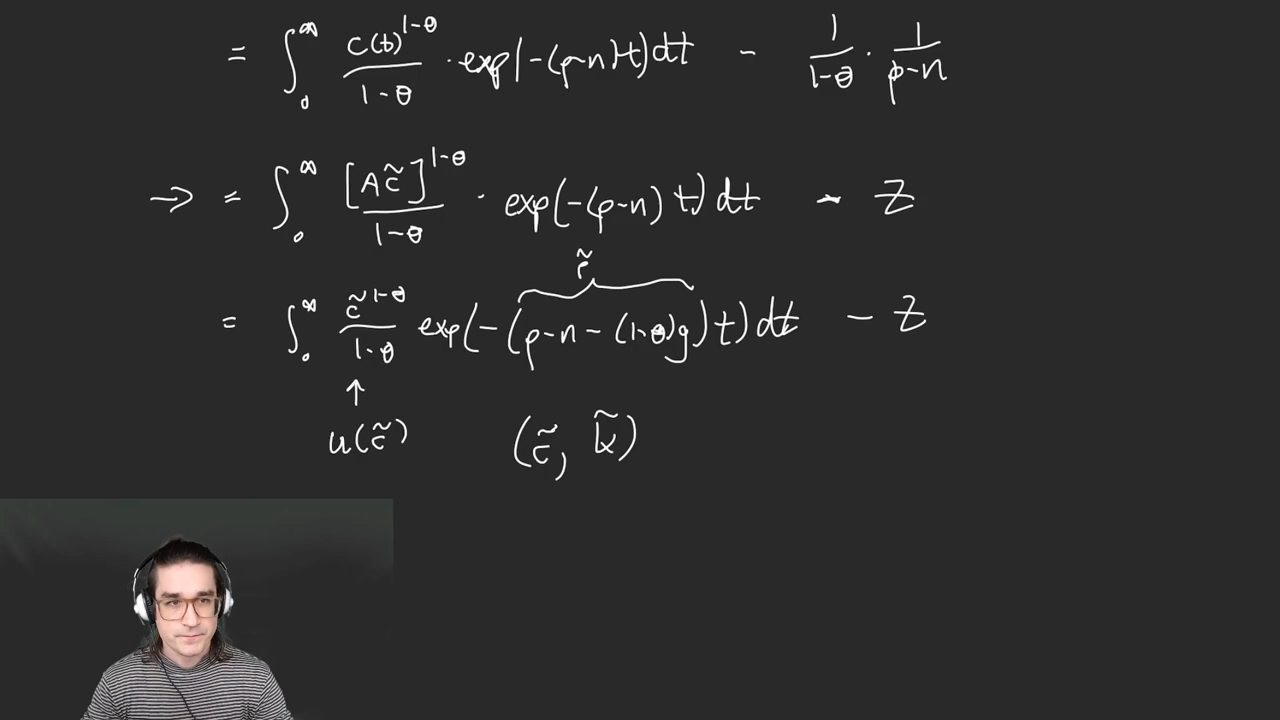 = ∫₀^∞ c(t)^{1-θ}/(1-θ) · exp(-(ρ-n)t)dt - 1/(1-θ) · 1/(ρ-n)
→ = ∫₀^∞ [Ac̃]^{1-θ}/(1-θ) · exp(-(ρ-n)t)dt - Z
ρ̃
= ∫₀^∞ c̃^{1-θ}/(1-θ) exp(-(ρ-n-(1-θ)g)t)dt - Z
↑
u(c̃) (c̃, k̃)